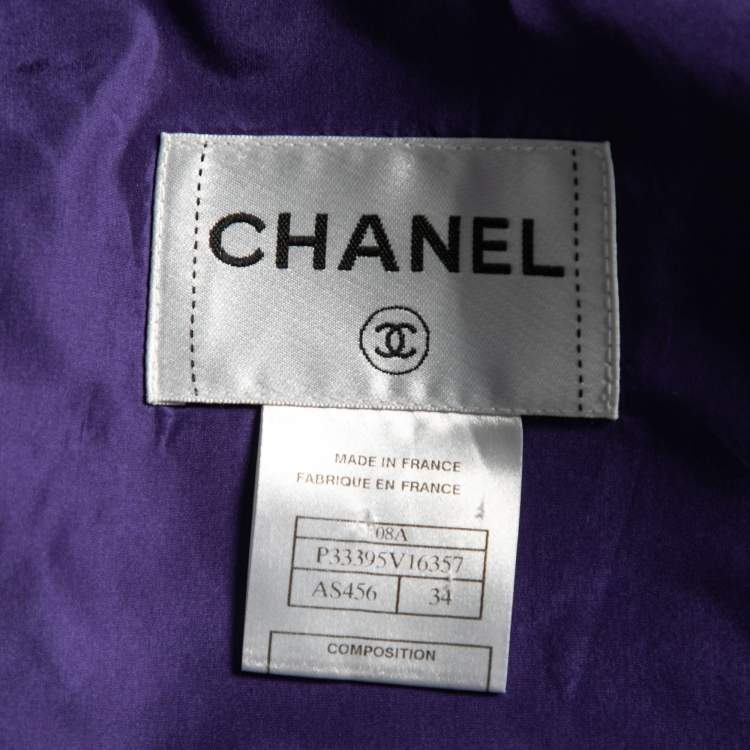 CHANEL
MADE IN FRANCE
FABRIQUE EN FRANCE
08A
P33395V16357
AS456 34
COMPOSITION